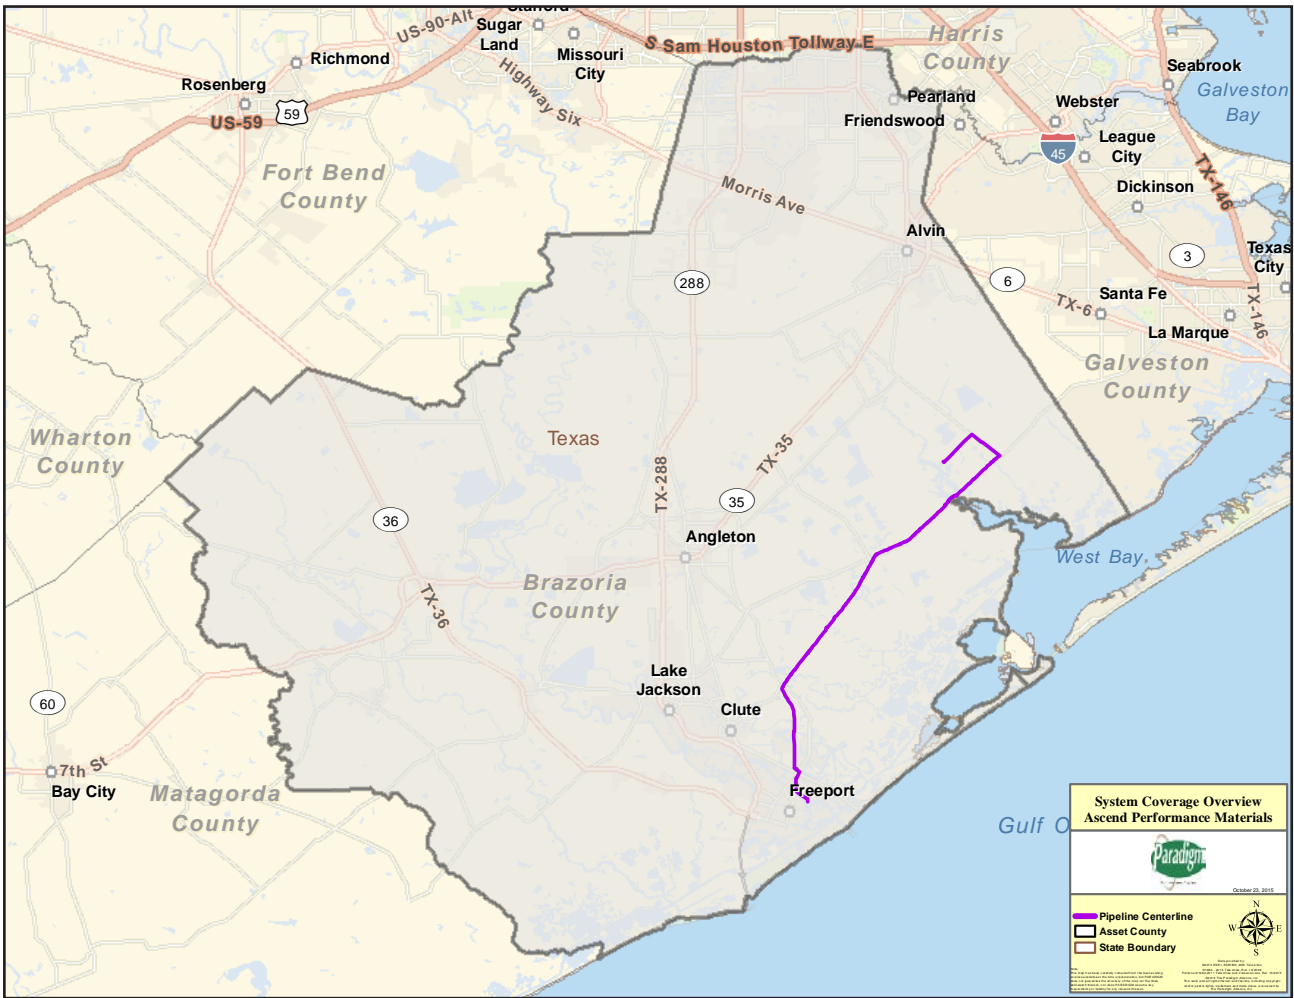 Stafford
US-90-Alt
Sugar
Land
Missouri
City
S Sam Houston Tollway E
Harris
County
Seabrook
Galveston
Bay
Richmond
Rosenberg
59
US-59
Highway Six
Pearland
Friendswood
Webster
45
League
City
Dickinson
TX-146
Fort Bend
County
Morris Ave
Alvin
3
Texas
City
288
6
TX-6
Santa Fe
TX-146
La Marque
Galveston
County
Wharton
County
Texas
TX-288
TX-35
35
36
Angleton
West Bay
Brazoria
County
TX-36
Lake
Jackson
Clute
60
7th St
Bay City
Matagorda
County
Freeport
Gulf O
System Coverage Overview
Ascend Performance Materials
Paradigm
October 23, 2015
Pipeline Centerline
Asset County
State Boundary
N
W
E
S